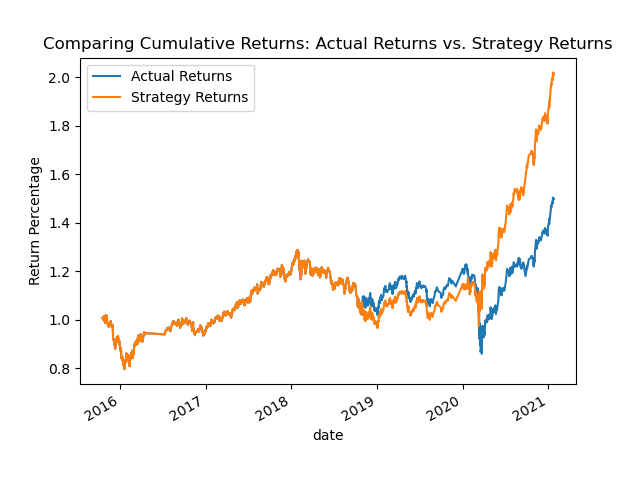 Comparing Cumulative Returns: Actual Returns vs. Strategy Returns
Actual Returns
Strategy Returns
Return Percentage
2.0
1.8
1.6
1.4
1.2
1.0
0.8
2016
2017
2018
2019
2020
2021
date